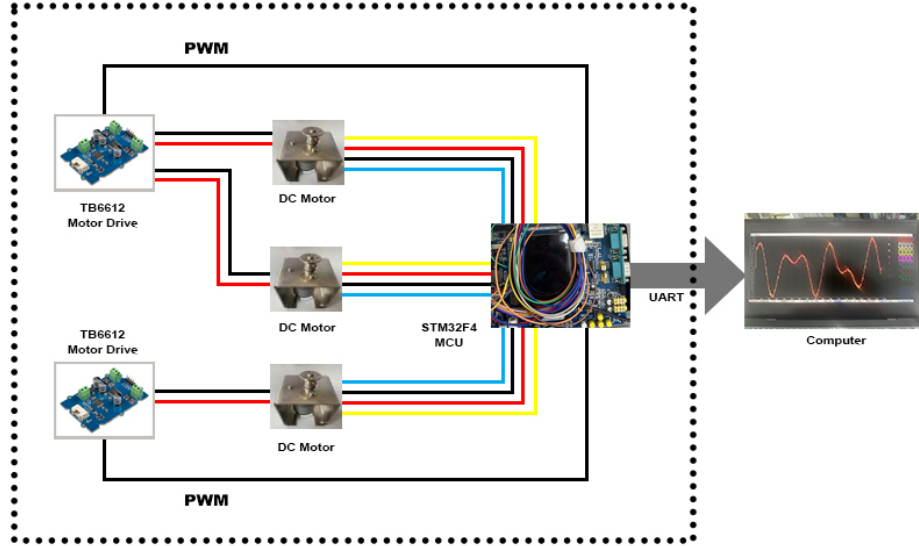 PWM
TB6612
Motor Drive
DC Motor
DC Motor
TB6612
Motor Drive
STM32F4
MCU
UART
Computer
DC Motor
PWM